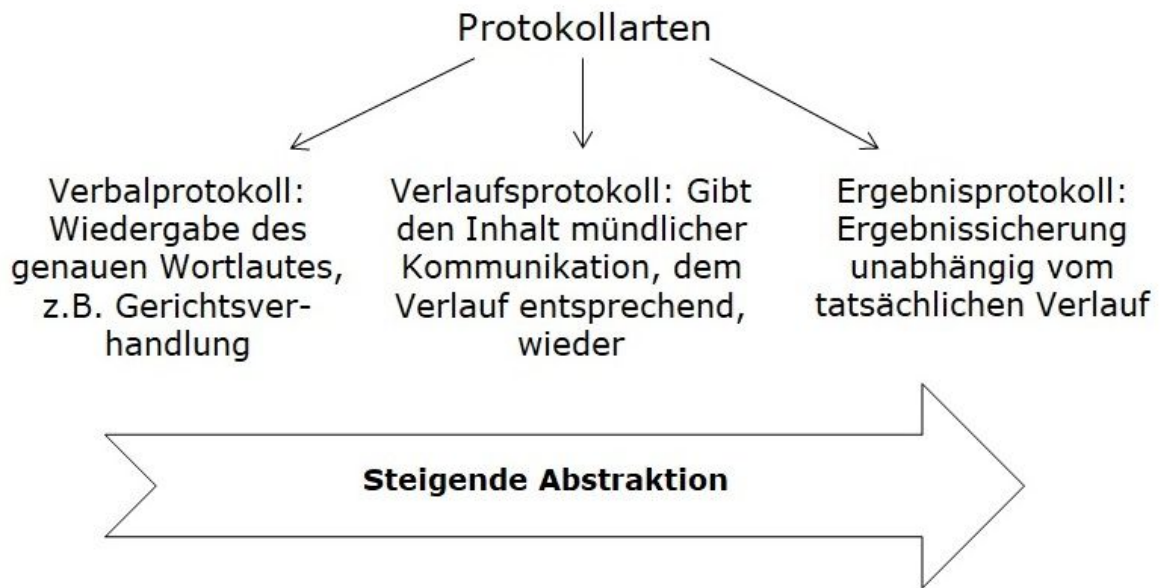 Protokollarten
Verbalprotokoll:
Wiedergabe des
genauen Wortlautes,
z.B. Gerichtsver-
handlung
Verlaufsprotokoll: Gibt
den Inhalt mündlicher
Kommunikation, dem
Verlauf entsprechend,
wieder
Ergebnisprotokoll:
Ergebnissicherung
unabhängig vom
tatsächlichen Verlauf
Steigende Abstraktion